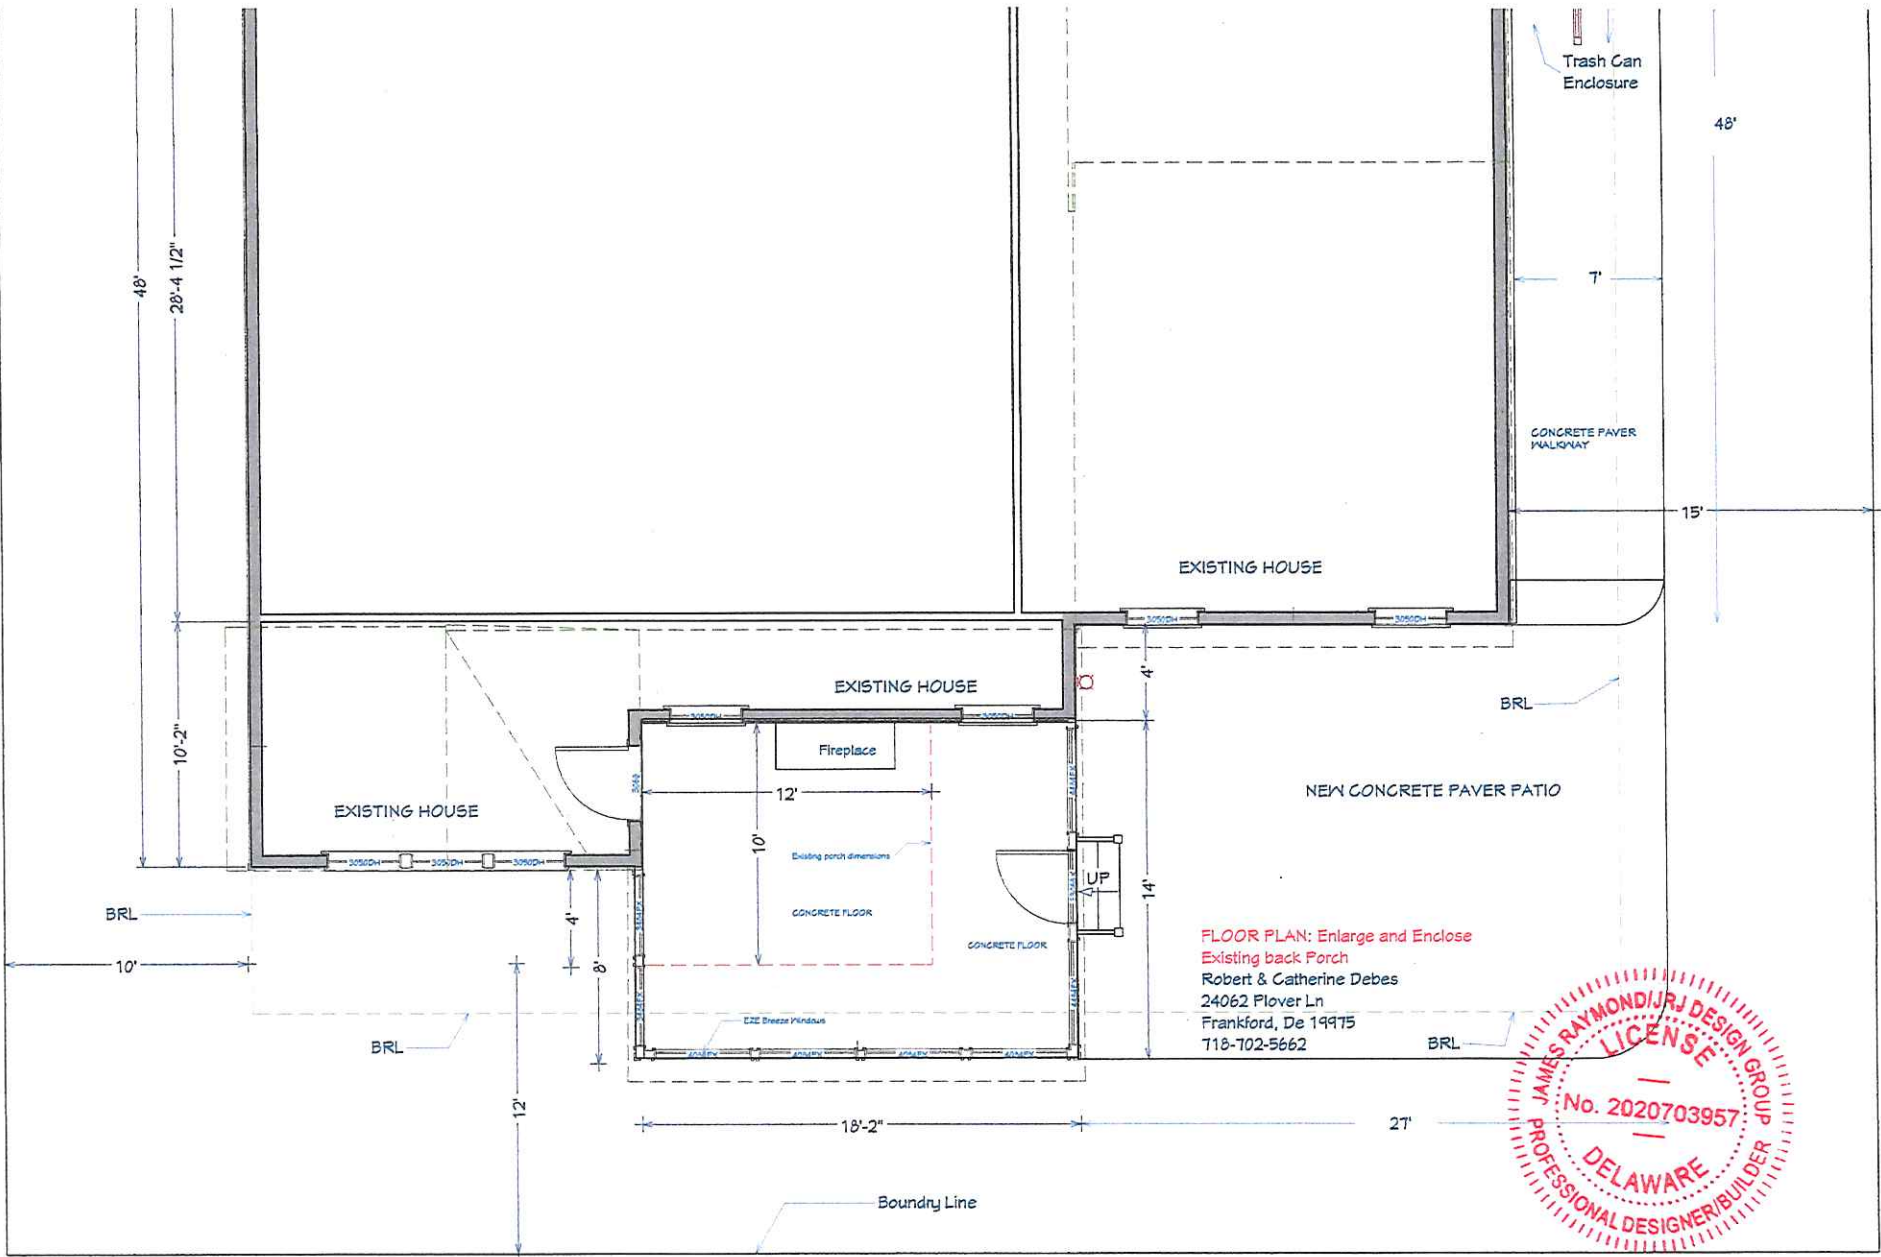 Trash Can
Enclosure
48'
48'
28'-4 1/2"
7'
CONCRETE PAVER
WALKWAY
15'
EXISTING HOUSE
3050DH
3050DH
4'
EXISTING HOUSE
BRL
3050DH
3050DH
10'-2"
Fireplace
3068
12'
NEW CONCRETE PAVER PATIO
EXISTING HOUSE
10'
Existing porch dimensions
3050DH
3050DH
3050DH
UP
14'
BRL
4'
CONCRETE FLOOR
CONCRETE FLOOR
FLOOR PLAN: Enlarge and Enclose
Existing back Porch
Robert & Catherine Debes
24062 Plover Ln
Frankford, De 19975
718-702-5662
10'
8'
EZE Breeze Windows
BRL
BRL
12'
18'-2"
27'
Boundry Line
JAMES RAYMOND/JRJ DESIGN GROUP
LICENSE
No. 2020703957
DELAWARE
PROFESSIONAL DESIGNER/BUILDER